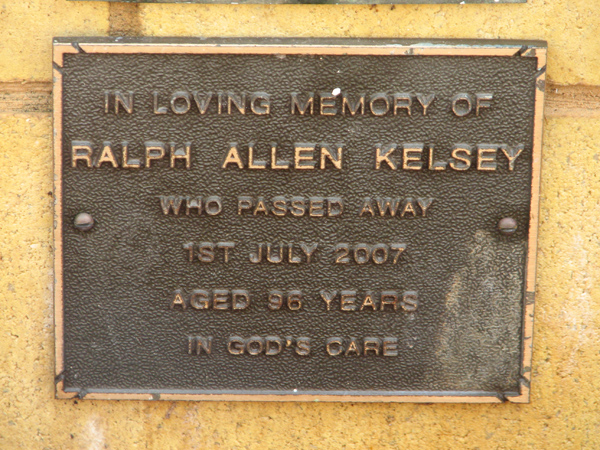 IN LOVING MEMORY OF
RALPH ALLEN KELSEY
WHO PASSED AWAY
1ST JULY 2007
AGED 96 YEARS
IN GOD'S CARE